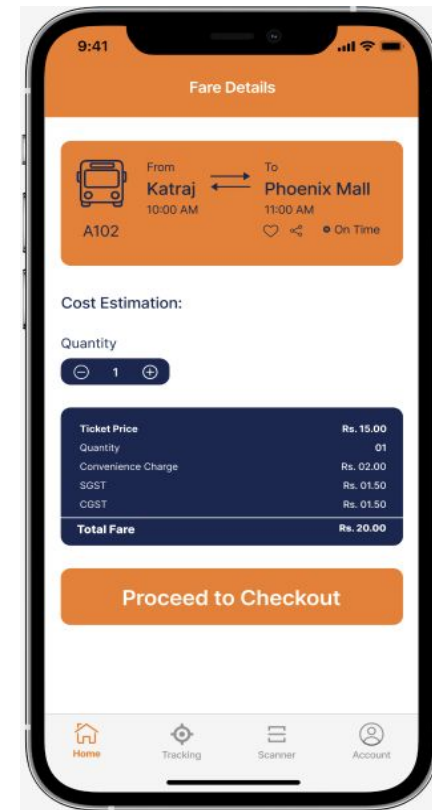 9:41
Fare Details
From To
Katraj Phoenix Mall
10:00 AM 11:00 AM
A102 On Time
Cost Estimation:
Quantity
1
Ticket Price Rs. 15.00
Quantity 01
Convenience Charge Rs. 02.00
SGST Rs. 01.50
CGST Rs. 01.50
Total Fare Rs. 20.00
Proceed to Checkout
Home Tracking Scanner Account